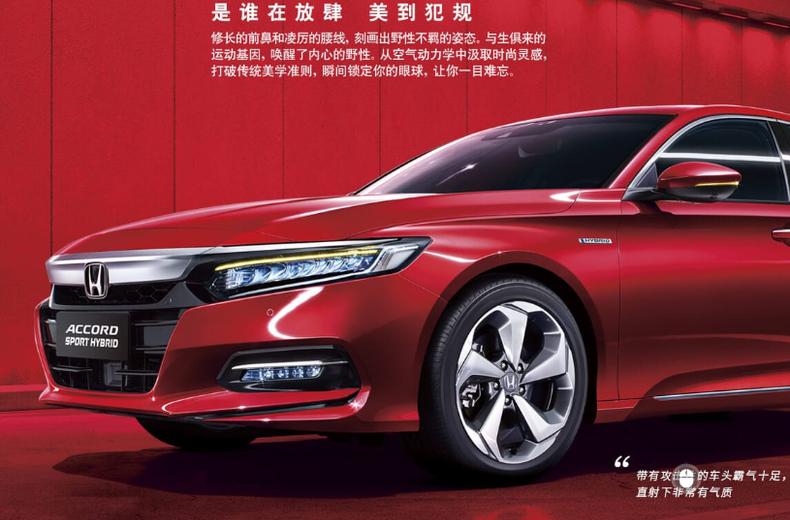 是谁在放肆 美到犯规
修长的前鼻和凌厉的腰线，刻画出野性不羁的姿态。与生俱来的
运动基因，唤醒了内心的野性。从空气动力学中汲取时尚灵感，
打破传统美学准则，瞬间锁定你的眼球，让你一目难忘。
HYBRID
ACCORD
SPORT HYBRID
“
带有攻击性的车头霸气十足，
直射下非常有气质